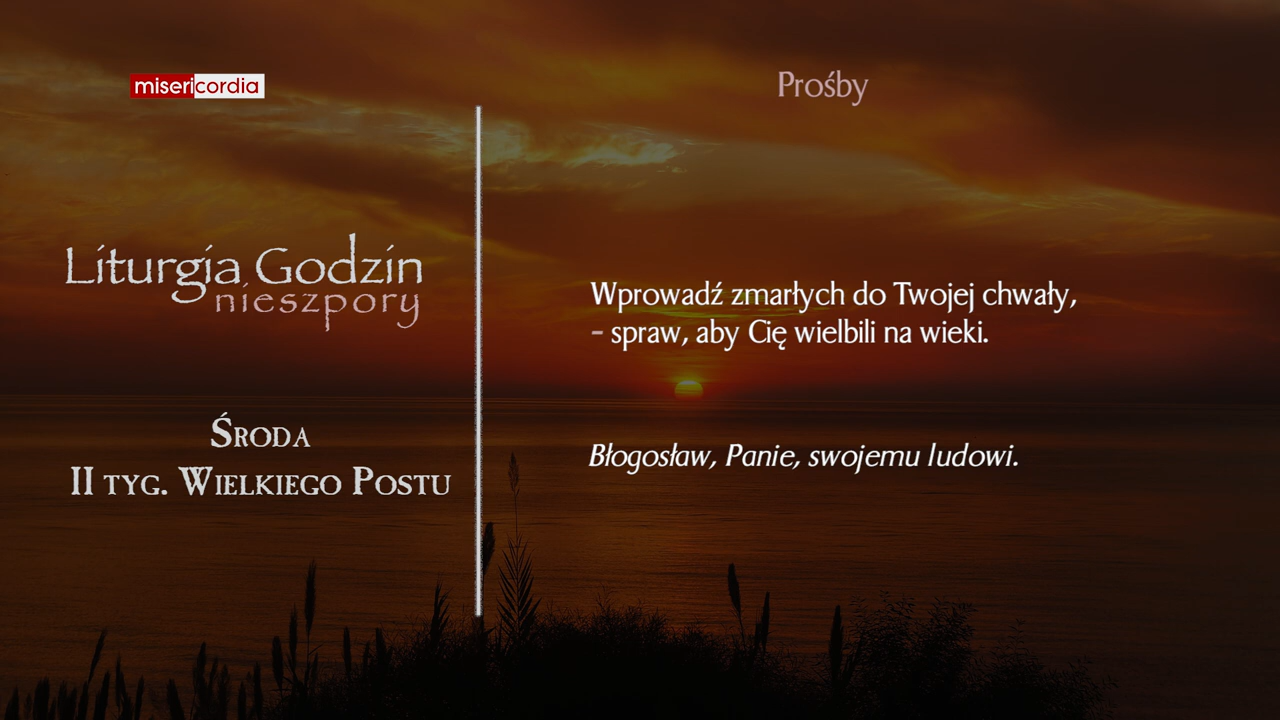 misericordia
Liturgia Godzin
nieszpory
Środa
II tyg. Wielkiego Postu
Prośby
Wprowadź zmarłych do Twojej chwały,
– spraw, aby Cię wielbili na wieki.
Błogosław, Panie, swojemu ludowi.